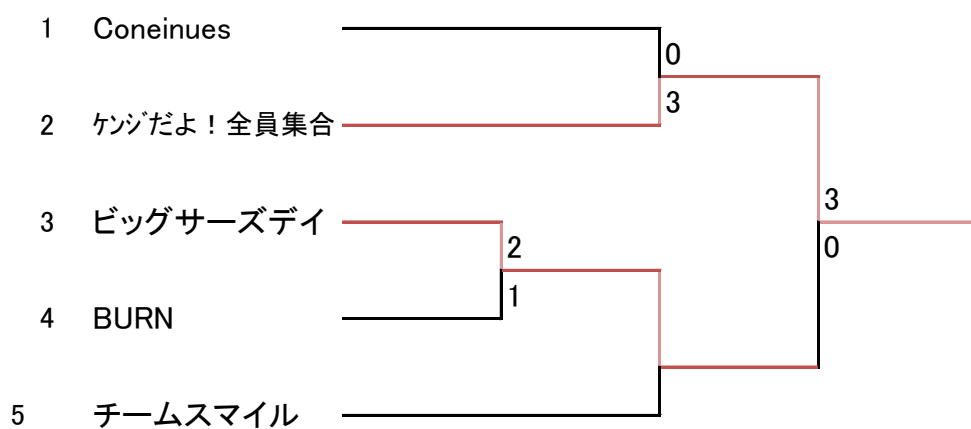 1 Coneinues
0
3
2 ｹﾝｼﾞだよ！全員集合
3
3 ビッグサーズデイ
2
0
1
4 BURN
5 チームスマイル